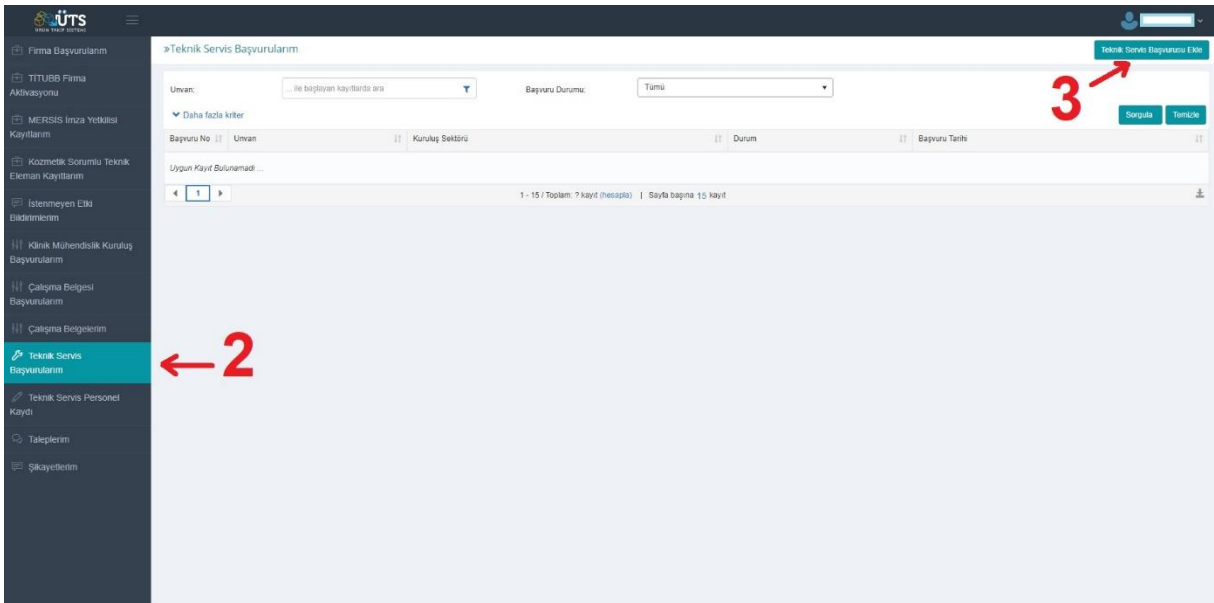 ÜTS
ÜRÜN TAKİP SİSTEMİ
Firma Başvurularım
TİTUBB Firma
Aktivasyonu
MERSİS İmza Yetkilisi
Kayıtlarım
Kozmetik Sorumlu Teknik
Eleman Kayıtlarım
İstenmeyen Etki
Bildirimlerim
Klinik Mühendislik Kuruluş
Başvurularım
Çalışma Belgesi
Başvurularım
Çalışma Belgelerim
Teknik Servis
Başvurularım
Teknik Servis Personel
Kaydı
Taleplerim
Şikayetlerim
»Teknik Servis Başvurularım
Teknik Servis Başvurusu Ekle
3
Unvan:
... ile başlayan kayıtlarda ara
Başvuru Durumu:
Tümü
Daha fazla kriter
Sorgula
Temizle
Başvuru No Unvan Kuruluş Sektörü Durum Başvuru Tarihi
Uygun Kayıt Bulunamadı ...
1
1 - 15 / Toplam: ? kayıt (hesapla) | Sayfa başına 15 kayıt
2